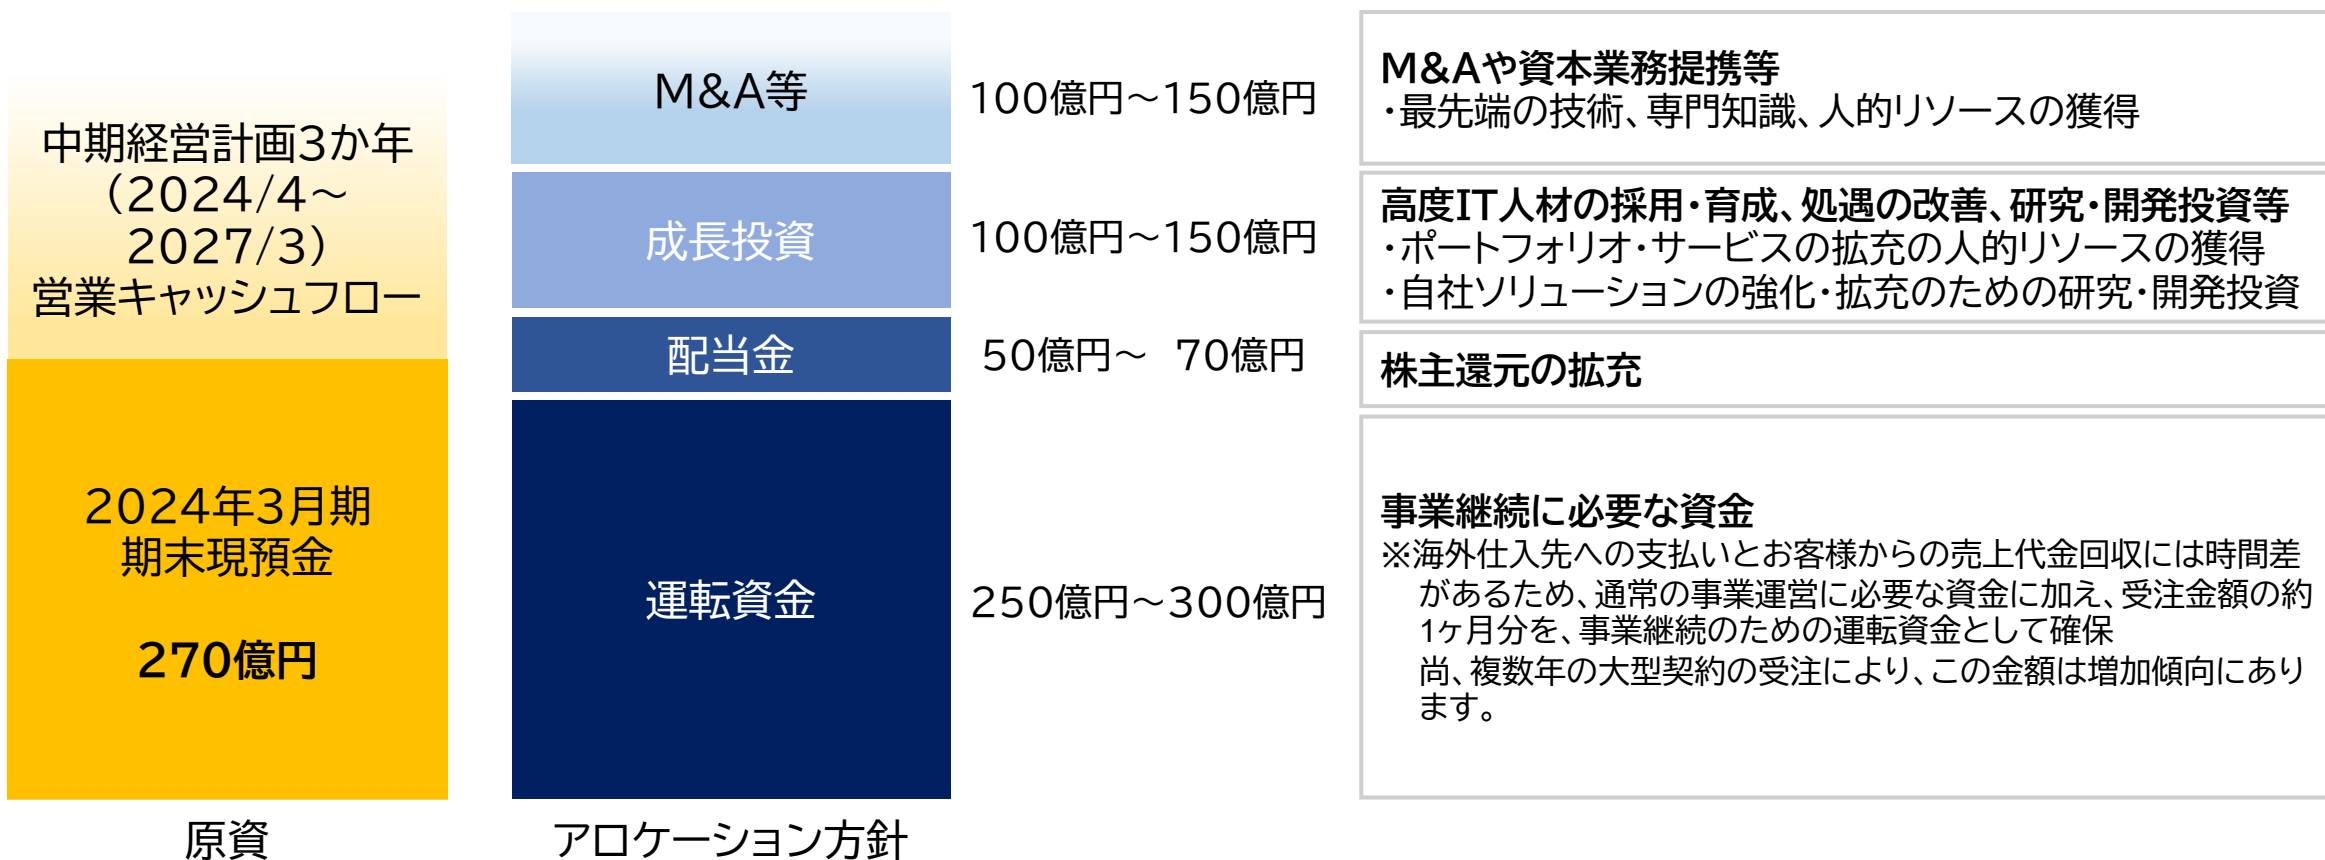 中期経営計画3か年
（2024/4～
2027/3）
営業キャッシュフロー
2024年3月期
期末現預金
270億円
原資
M&A等
成長投資
配当金
運転資金
アロケーション方針
100億円～150億円
100億円～150億円
50億円～ 70億円
250億円～300億円
M&Aや資本業務提携等
・最先端の技術、専門知識、人的リソースの獲得
高度IT人材の採用・育成、処遇の改善、研究・開発投資等
・ポートフォリオ・サービスの拡充の人的リソースの獲得
・自社ソリューションの強化・拡充のための研究・開発投資
株主還元の拡充
事業継続に必要な資金
※海外仕入先への支払いとお客様からの売上代金回収には時間差
があるため、通常の事業運営に必要な資金に加え、受注金額の約
1ヶ月分を、事業継続のための運転資金として確保
尚、複数年の大型契約の受注により、この金額は増加傾向にあり
ます。